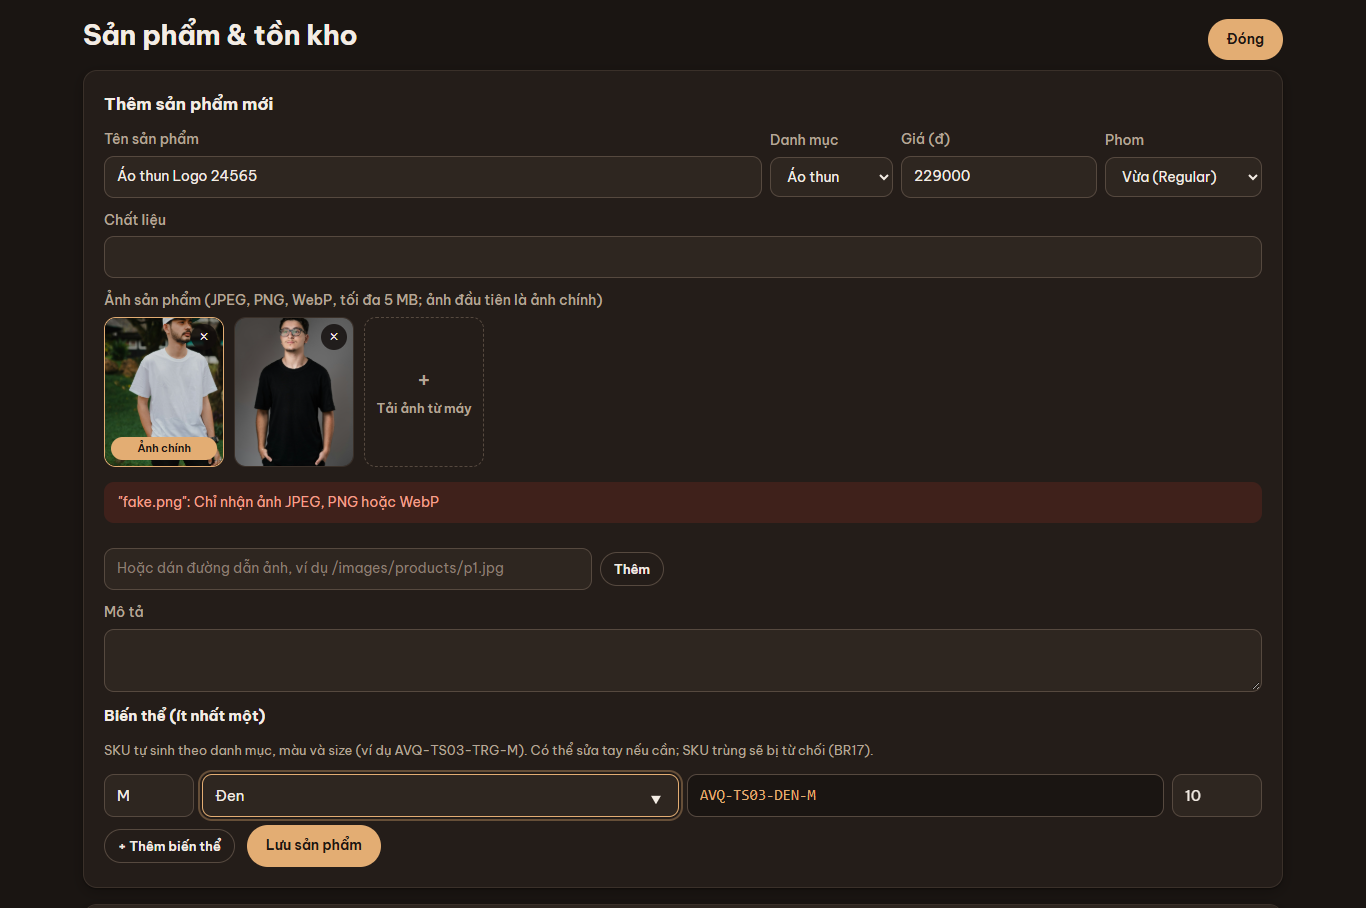 Sản phẩm & tồn kho
Đóng
Thêm sản phẩm mới
Tên sản phẩm
Danh mục
Giá (đ)
Phom
Áo thun Logo 24565
Áo thun
229000
Vừa (Regular)
Chất liệu
Ảnh sản phẩm (JPEG, PNG, WebP, tối đa 5 MB; ảnh đầu tiên là ảnh chính)
×
×
+
Tải ảnh từ máy
Ảnh chính
"fake.png": Chỉ nhận ảnh JPEG, PNG hoặc WebP
Hoặc dán đường dẫn ảnh, ví dụ /images/products/p1.jpg
Thêm
Mô tả
Biến thể (ít nhất một)
SKU tự sinh theo danh mục, màu và size (ví dụ AVQ-TS03-TRG-M). Có thể sửa tay nếu cần; SKU trùng sẽ bị từ chối (BR17).
M
Đen
AVQ-TS03-DEN-M
10
+ Thêm biến thể
Lưu sản phẩm